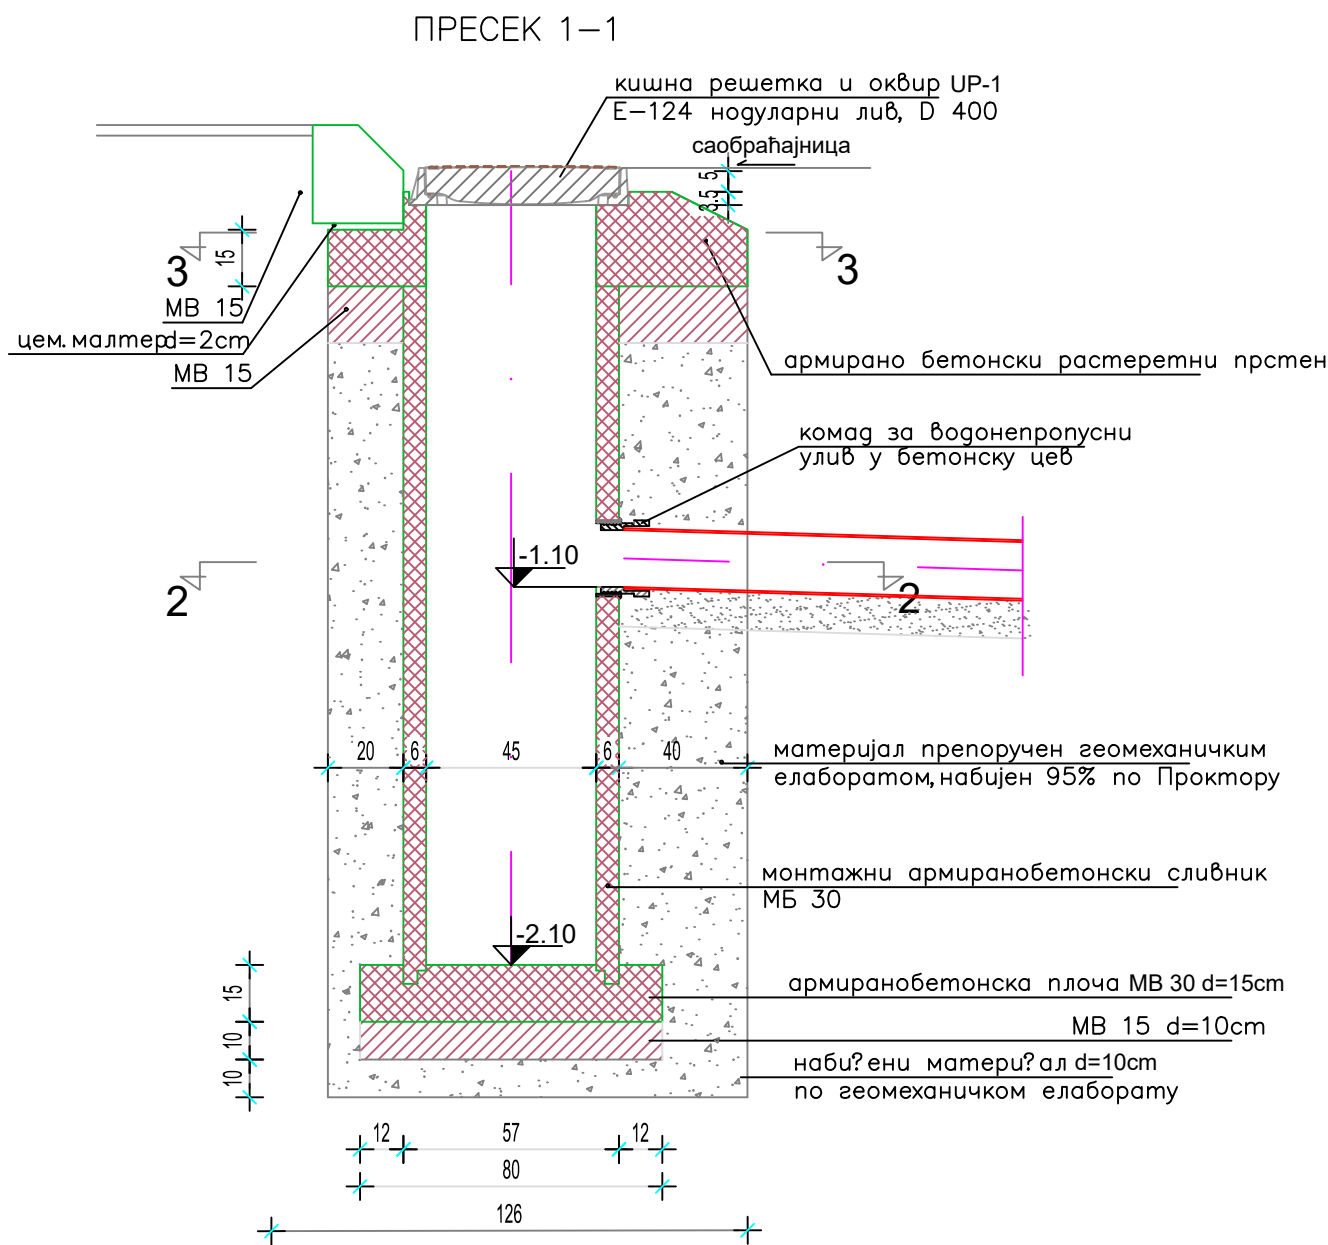 ПРЕСЕК 1–1
кишна решетка и оквир UP-1
E–124 нодуларни лив, D 400
саобраћајница
5
3.5
3
3
15
MB 15
цем. малтер d=2cm
MB 15
армирано бетонски растеретни прстен
комад за водонепропусни
улив у бетонску цев
-1.10
2
2
20
6
45
6
40
материјал препоручен геомеханичким
елаборатом, набијен 95% по Проктору
монтажни армиранобетонски сливник
МБ 30
-2.10
15
10
10
армиранобетонска плоча MB 30 d=15cm
MB 15 d=10cm
наби?ени матери?ал d=10cm
по геомеханичком елаборату
12
57
12
80
126